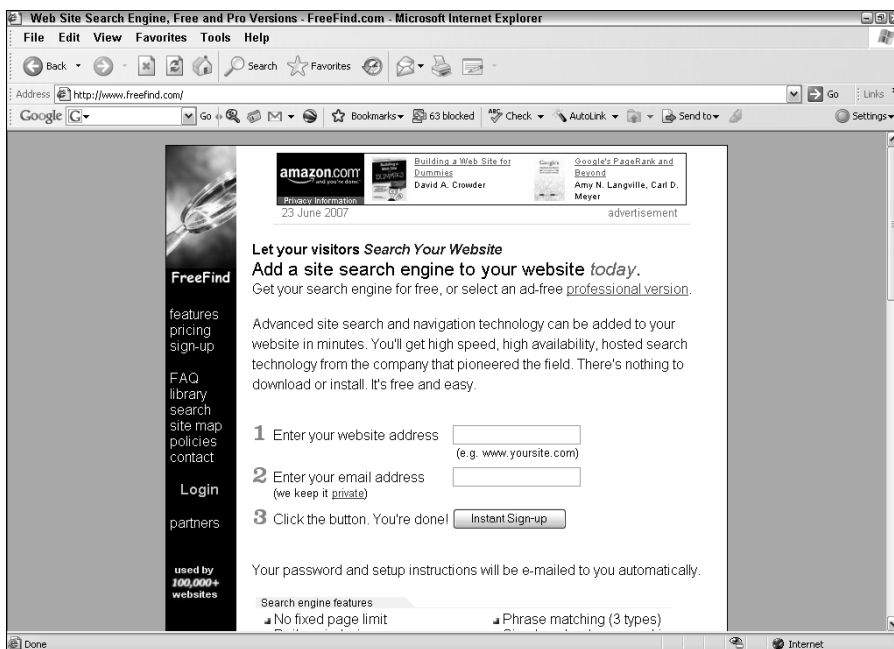 Web Site Search Engine, Free and Pro Versions - FreeFind.com - Microsoft Internet Explorer
File Edit View Favorites Tools Help
Back Search Favorites
Address http://www.freefind.com/ Go Links
Google G Go Bookmarks 63 blocked ABC Check AutoLink Send to Settings
amazon.com
and you're done.
Privacy Information
Building a Web Site for
Dummies
David A. Crowder
Google's PageRank and
Beyond
Amy N. Langville, Carl D.
Meyer
23 June 2007 advertisement
FreeFind
features
pricing
sign-up
FAQ
library
search
site map
policies
contact
Login
partners
used by
100,000+
websites
Let your visitors Search Your Website
Add a site search engine to your website today.
Get your search engine for free, or select an ad-free professional version.
Advanced site search and navigation technology can be added to your
website in minutes. You'll get high speed, high availability, hosted search
technology from the company that pioneered the field. There's nothing to
download or install. It's free and easy.
1 Enter your website address
(e.g. www.yoursite.com)
2 Enter your email address
(we keep it private)
3 Click the button. You're done! Instant Sign-up
Your password and setup instructions will be e-mailed to you automatically.
Search engine features
No fixed page limit Phrase matching (3 types)
Done Internet